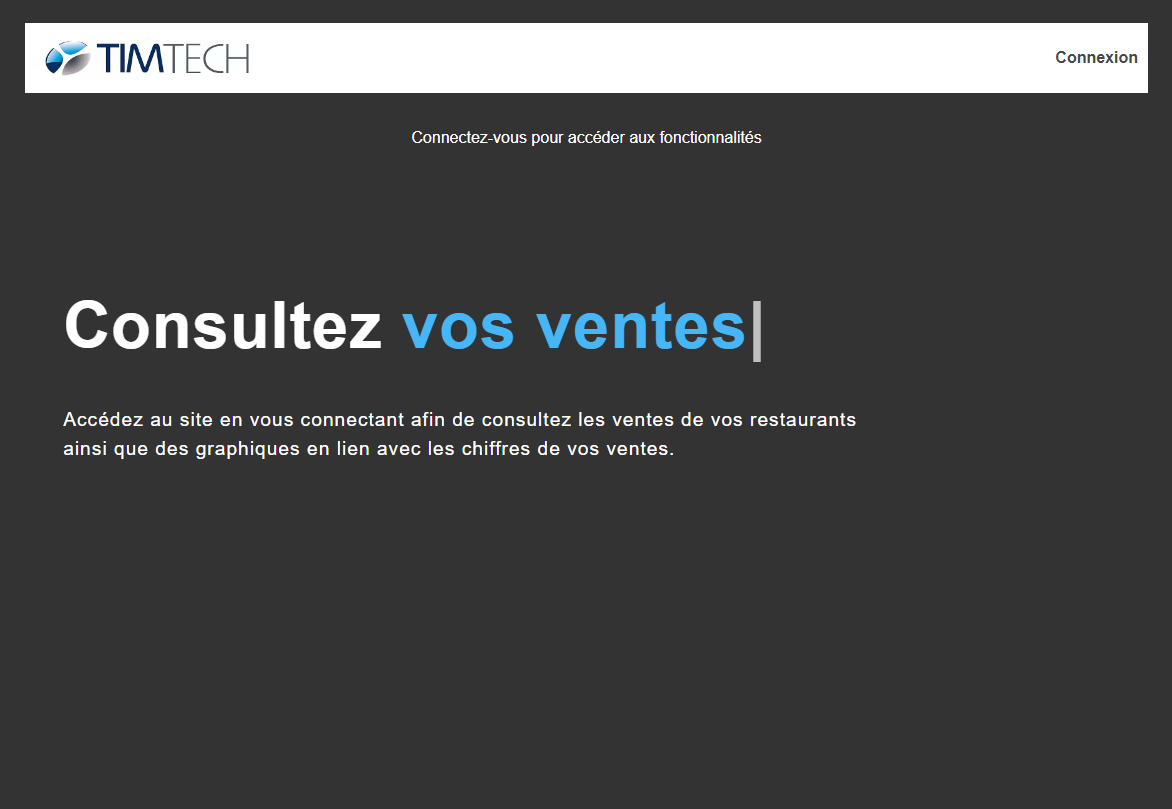 TIMTECH
Connexion
Connectez-vous pour accéder aux fonctionnalités
Consultez vos ventes|
Accédez au site en vous connectant afin de consultez les ventes de vos restaurants
ainsi que des graphiques en lien avec les chiffres de vos ventes.